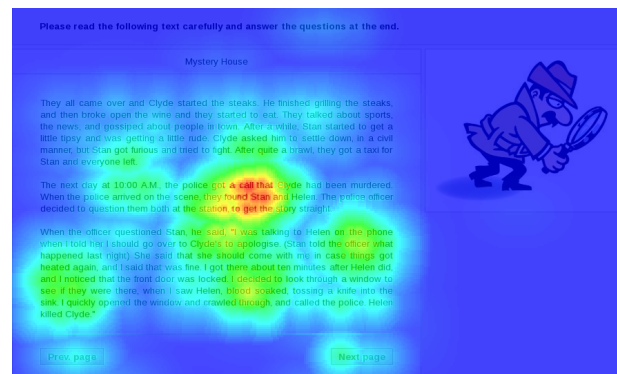 Please read the following text carefully and answer the questions at the end.
Mystery House
They all came over and Clyde started the steaks. He finished grilling the steaks,
and then broke open the wine and they started to eat. They talked about sports,
the news, and gossiped about people in town. After a while, Stan started to get a
little tipsy and was getting a little rude. Clyde asked him to settle down, in a civil
manner, but Stan got furious and tried to fight. After quite a brawl, they got a taxi for
Stan and everyone left.
The next day at 10:00 A.M., the police got a call that Clyde had been murdered.
When the police arrived on the scene, they found Stan and Helen. The police officer
decided to question them both at the station to get the story straight.
When the officer questioned Stan, he said, "I was talking to Helen on the phone
when I told her I should go over to Clyde's to apologise. (Stan told the officer what
happened last night) She said that she should come with me in case things got
heated again, and I said that was fine. I got there about ten minutes after Helen did,
and I noticed that the front door was locked. I decided to look through a window to
see if they were there, when I saw Helen, blood soaked, tossing a knife into the
sink. I quickly opened the window and crawled through, and called the police. Helen
killed Clyde."
Prev. page
Next page